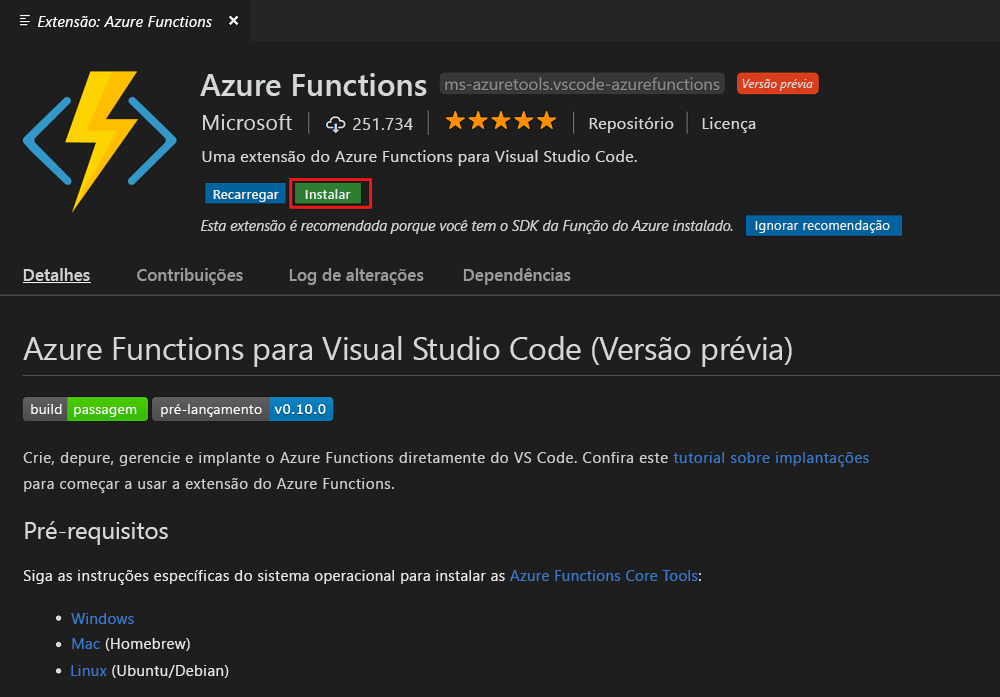 Extensão: Azure Functions
Azure Functions ms-azuretools.vscode-azurefunctions Versão prévia
Microsoft 251.734 Repositório Licença
Uma extensão do Azure Functions para Visual Studio Code.
Recarregar Instalar
Esta extensão é recomendada porque você tem o SDK da Função do Azure instalado. Ignorar recomendação
Detalhes Contribuições Log de alterações Dependências
Azure Functions para Visual Studio Code (Versão prévia)
build passagem pré-lançamento v0.10.0
Crie, depure, gerencie e implante o Azure Functions diretamente do VS Code. Confira este tutorial sobre implantações
para começar a usar a extensão do Azure Functions.
Pré-requisitos
Siga as instruções específicas do sistema operacional para instalar as Azure Functions Core Tools:
• Windows
• Mac (Homebrew)
• Linux (Ubuntu/Debian)